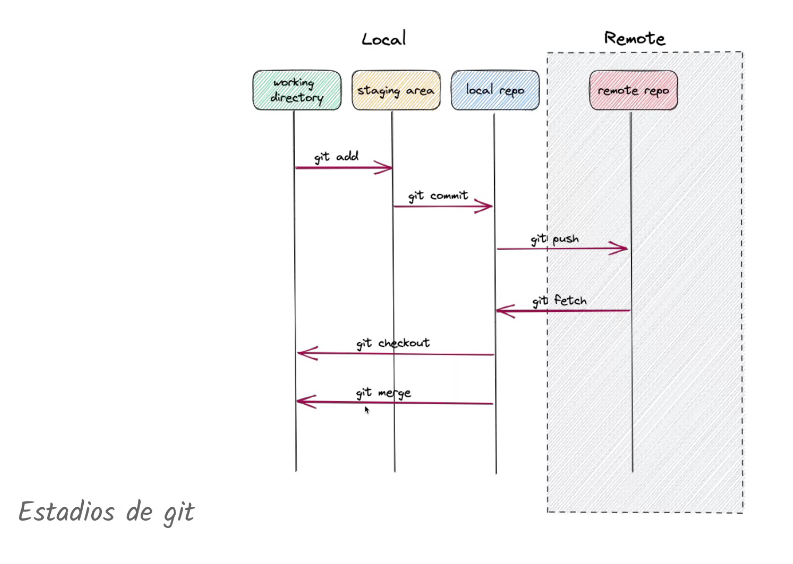 Local
Remote
working
directory
staging area
local repo
remote repo
git add
git commit
git push
git fetch
git checkout
git merge
Estadios de git